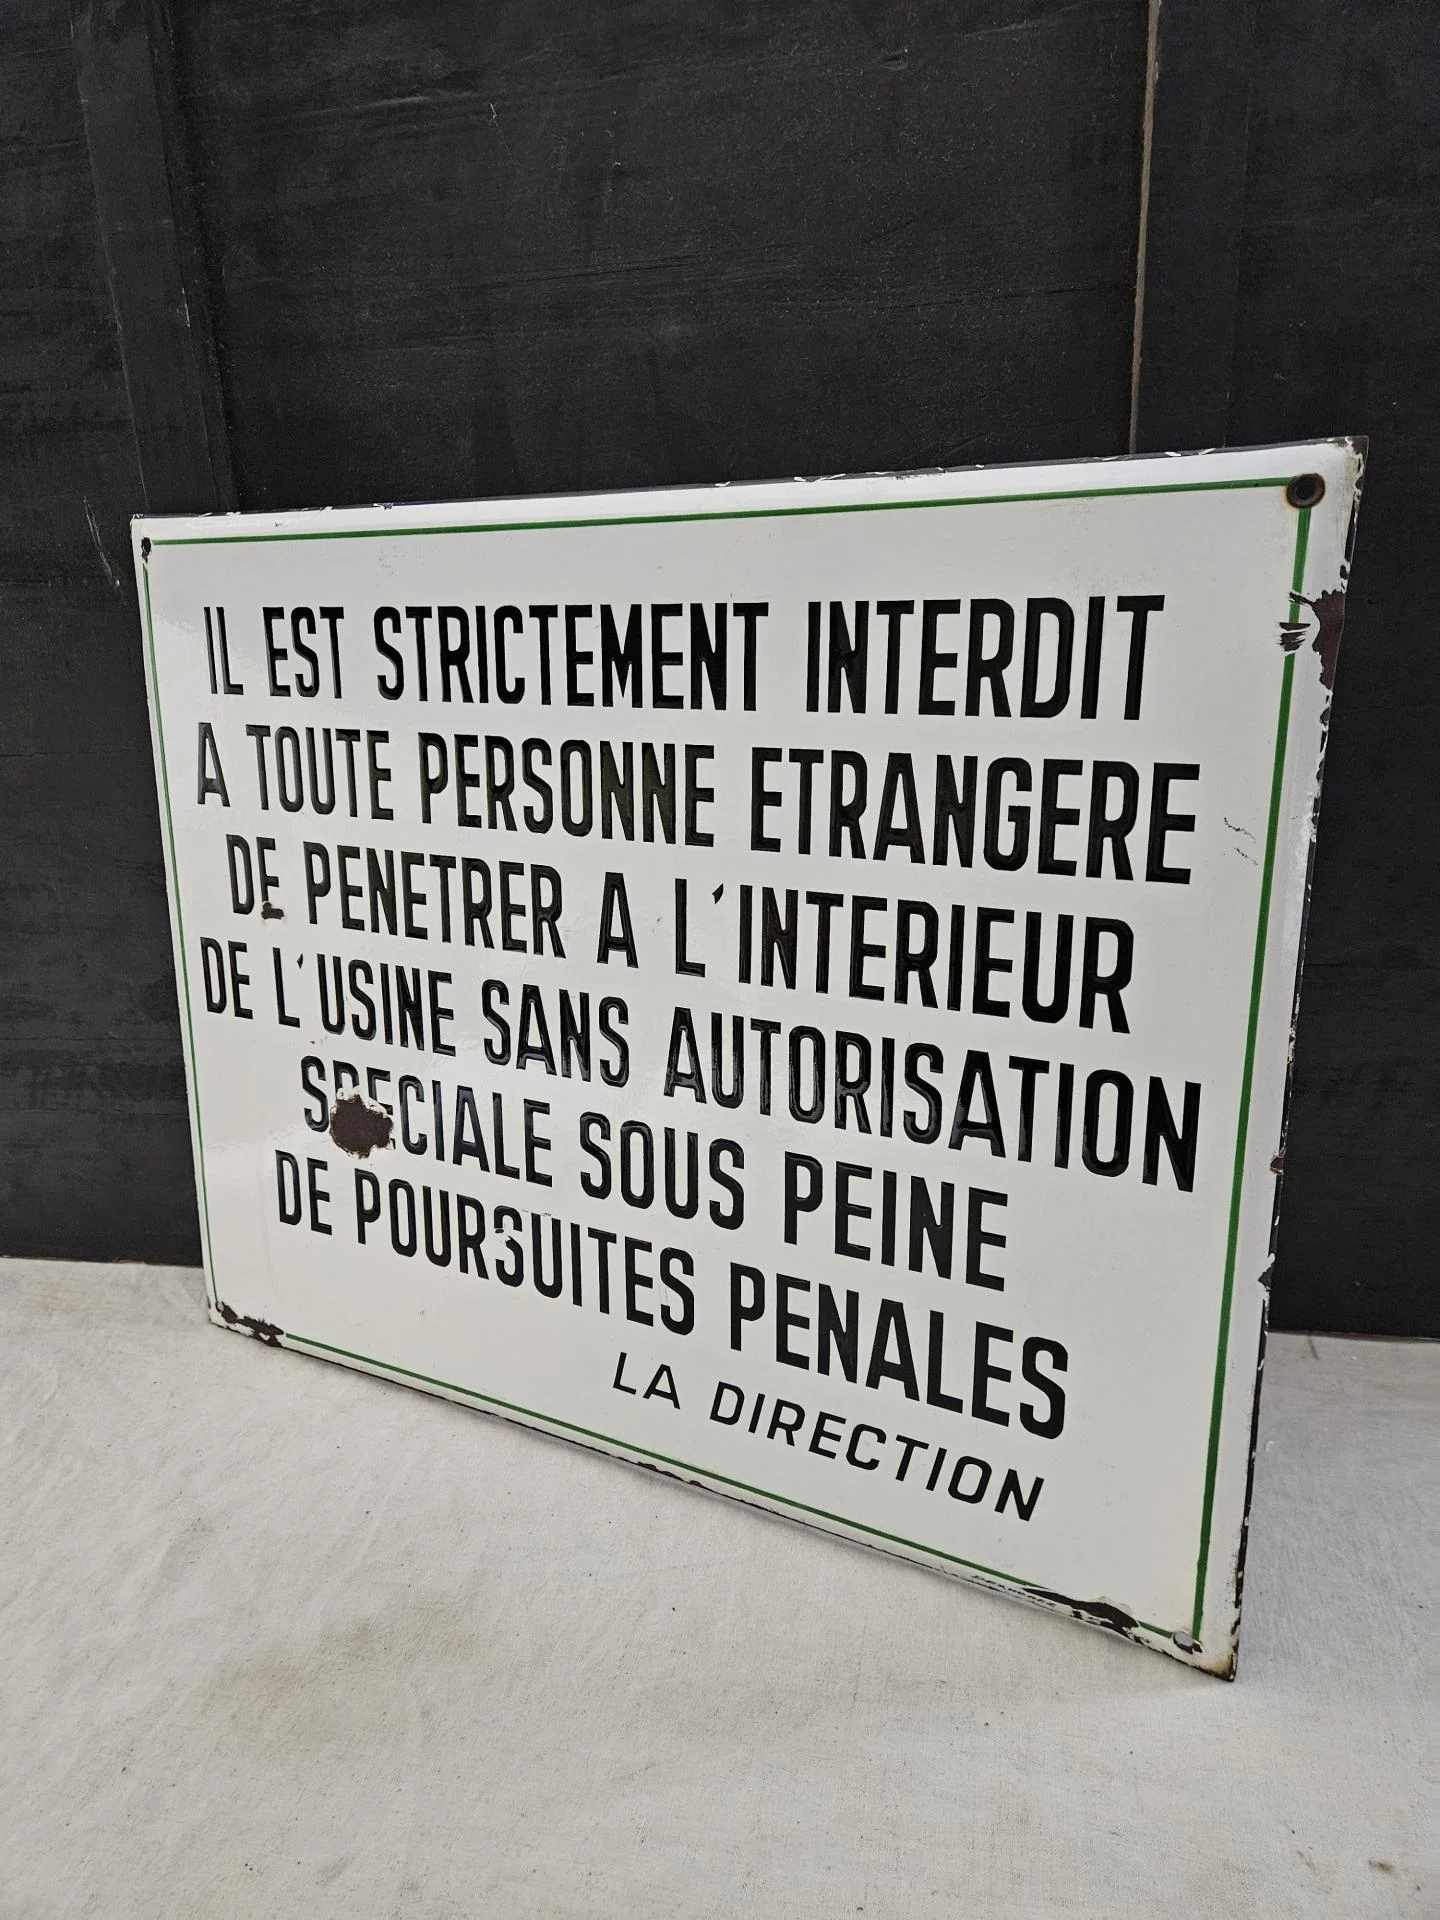 IL EST STRICTEMENT INTERDIT
A TOUTE PERSONNE ETRANGERE
DE PENETRER A L'INTERIEUR
DE L'USINE SANS AUTORISATION
SPECIALE SOUS PEINE
DE POURSUITES PENALES
LA DIRECTION